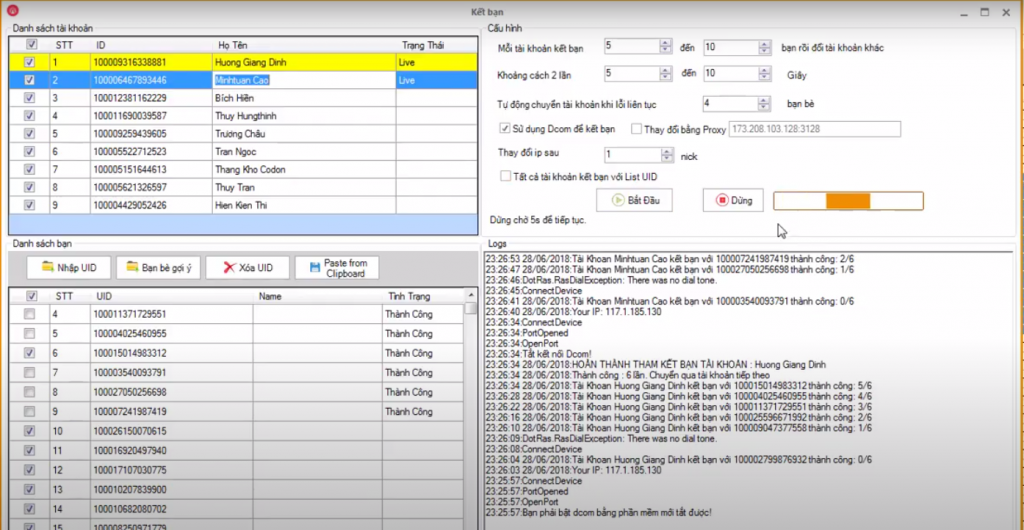 Kết bạn
Danh sách tài khoản
STT ID Họ Tên Trạng Thái
1 100009316338881 Huong Giang Dinh Live
2 100006467893446 Minhtuan Cao Live
3 100012381162229 Bích Hiền
4 100011690039587 Thuy Hungthinh
5 100009259439605 Trương Châu
6 100005522712523 Tran Ngoc
7 100005151644613 Thang Kho Codon
8 100005621326597 Thuy Tran
9 100004429052426 Hien Kien Thi
Cấu hình
Mỗi tài khoản kết bạn 5 đến 10 bạn rồi đổi tài khoản khác
Khoảng cách 2 lần 5 đến 10 Giây
Tự động chuyển tài khoản khi lỗi liên tục 4 bạn bè
Sử dụng Dcom để kết bạn Thay đổi bằng Proxy 173.208.103.128:3128
Thay đổi ip sau 1 nick
Tất cả tài khoản kết bạn với List UID
Bắt Đầu Dừng
Dừng chờ 5s để tiếp tục.
Danh sách bạn
Nhập UID Bạn bè gợi ý Xóa UID Paste from
Clipboard
STT UID Name Tình Trạng
4 100011371729551 Thành Công
5 100004025460955 Thành Công
6 100015014983312 Thành Công
7 100003540093791 Thành Công
8 100027050256698 Thành Công
9 100007241987419 Thành Công
10 100026150070615
11 100016920497940
12 100017107030775
13 100010207839900
14 100010682080702
15 100008250971779
Logs
23:26:53 28/06/2018:Tài Khoan Minhtuan Cao kết bạn với 100007241987419 thành công: 2/6
23:26:47 28/06/2018:Tài Khoan Minhtuan Cao kết bạn với 100027050256698 thành công: 1/6
23:26:46:DotRas.RasDialException: There was no dial tone.
23:26:45:ConnectDevice
23:26:41 28/06/2018:Tài Khoan Minhtuan Cao kết bạn với 100003540093791 thành công: 0/6
23:26:40 28/06/2018:Your IP: 117.1.185.130
23:26:34:ConnectDevice
23:26:34:PortOpened
23:26:34:OpenPort
23:26:34:Tắt kết nối Dcom!
23:26:34 28/06/2018:HOÀN THÀNH THAM KẾT BẠN TÀI KHOẢN : Huong Giang Dinh
23:26:34 28/06/2018:Thành công : 6 lần. Chuyển qua tài khoản tiếp theo
23:26:34 28/06/2018:Tài Khoan Huong Giang Dinh kết bạn với 100015014983312 thành công: 5/6
23:26:28 28/06/2018:Tài Khoan Huong Giang Dinh kết bạn với 100004025460955 thành công: 4/6
23:26:22 28/06/2018:Tài Khoan Huong Giang Dinh kết bạn với 100011371729551 thành công: 3/6
23:26:16 28/06/2018:Tài Khoan Huong Giang Dinh kết bạn với 100025596671992 thành công: 2/6
23:26:10 28/06/2018:Tài Khoan Huong Giang Dinh kết bạn với 100009047377558 thành công: 1/6
23:26:09:DotRas.RasDialException: There was no dial tone.
23:26:08:ConnectDevice
23:26:04 28/06/2018:Tài Khoan Huong Giang Dinh kết bạn với 100002799876932 thành công: 0/6
23:26:03 28/06/2018:Your IP: 117.1.185.130
23:25:57:ConnectDevice
23:25:57:PortOpened
23:25:57:OpenPort
23:25:57:Bạn phải bật dcom bằng phần mềm mới tắt được!